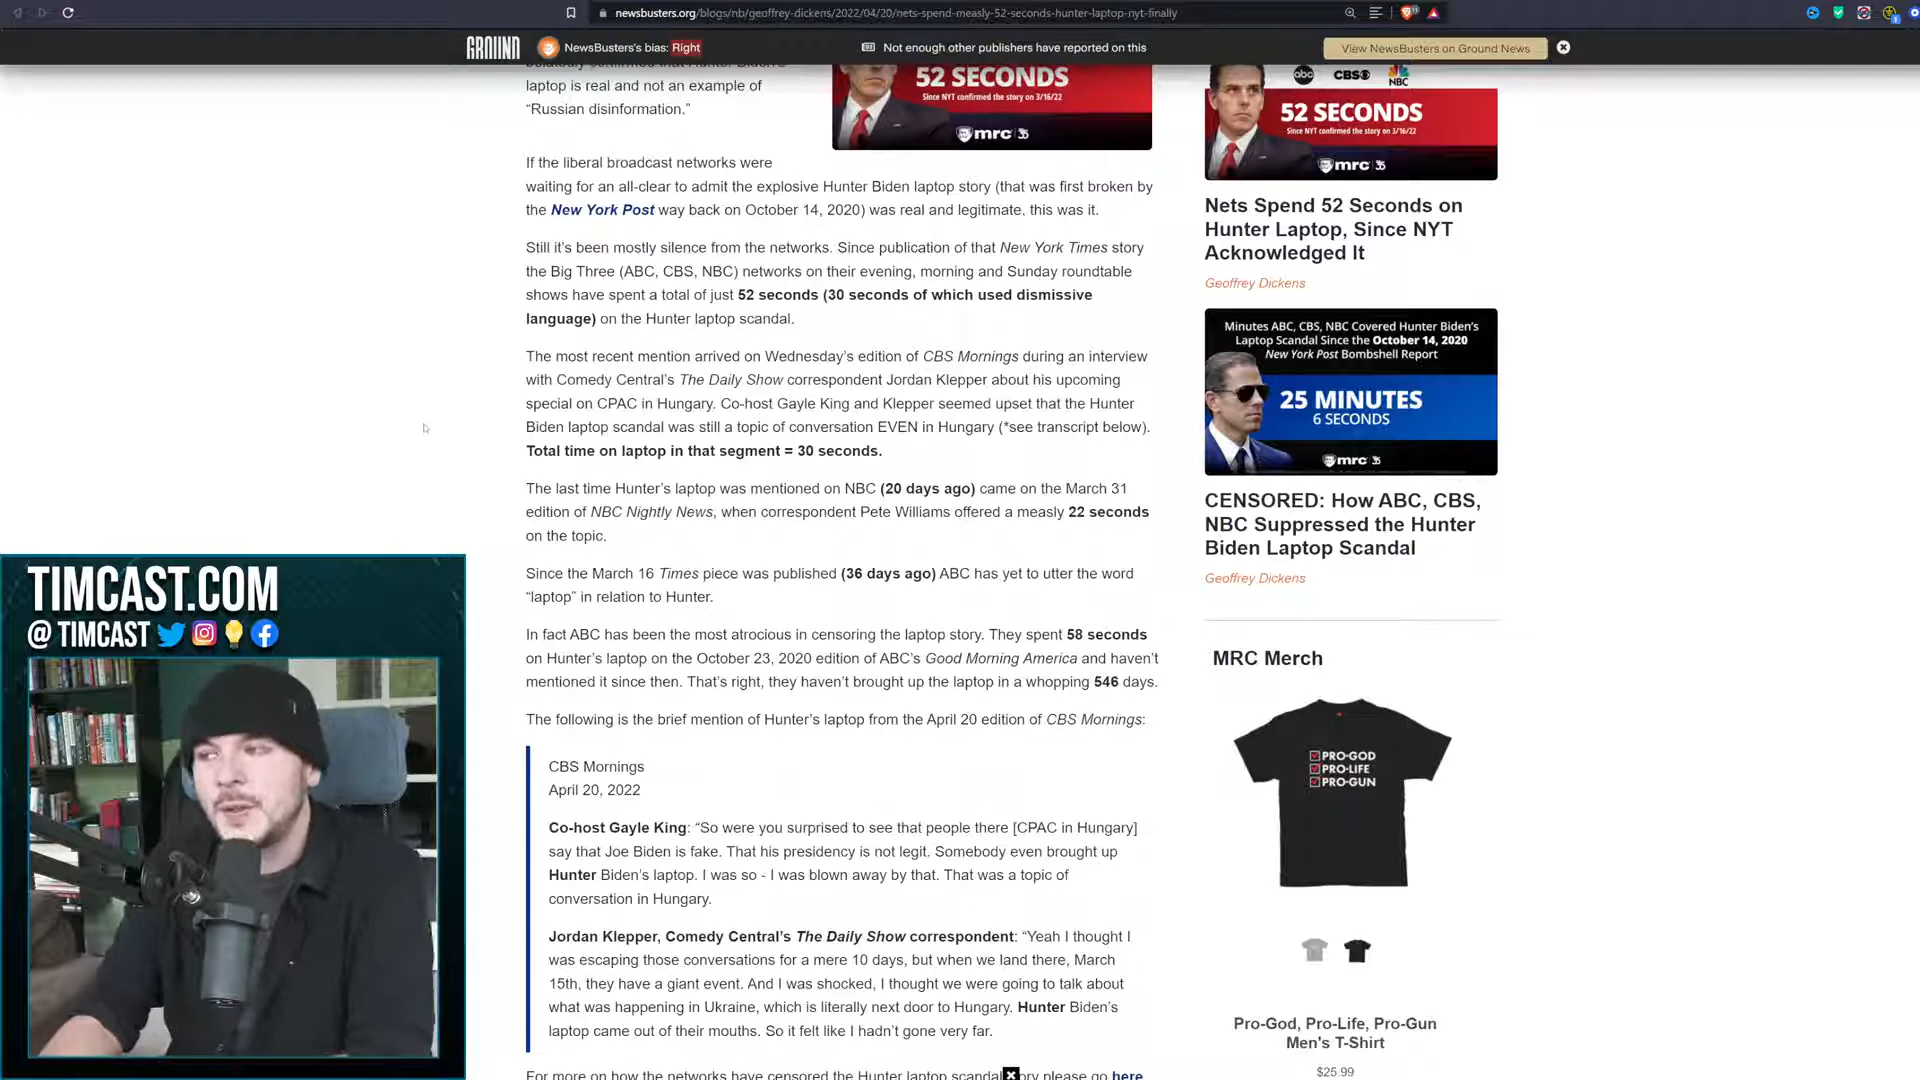 newsbusters.org/blogs/nb/geoffrey-dickens/2022/04/20/nets-spend-measly-52-seconds-hunter-laptop-nyt-finally
GROUND
NewsBusters's bias: Right
Not enough other publishers have reported on this
View NewsBusters on Ground News
belatedly confirmed that Hunter Biden's
laptop is real and not an example of
“Russian disinformation.”
52 SECONDS
Since NYT confirmed the story on 3/16/22
mrc 35
If the liberal broadcast networks were
waiting for an all-clear to admit the explosive Hunter Biden laptop story (that was first broken by
the New York Post way back on October 14, 2020) was real and legitimate, this was it.
Still it’s been mostly silence from the networks. Since publication of that New York Times story
the Big Three (ABC, CBS, NBC) networks on their evening, morning and Sunday roundtable
shows have spent a total of just 52 seconds (30 seconds of which used dismissive
language) on the Hunter laptop scandal.
The most recent mention arrived on Wednesday’s edition of CBS Mornings during an interview
with Comedy Central’s The Daily Show correspondent Jordan Klepper about his upcoming
special on CPAC in Hungary. Co-host Gayle King and Klepper seemed upset that the Hunter
Biden laptop scandal was still a topic of conversation EVEN in Hungary (*see transcript below).
Total time on laptop in that segment = 30 seconds.
The last time Hunter’s laptop was mentioned on NBC (20 days ago) came on the March 31
edition of NBC Nightly News, when correspondent Pete Williams offered a measly 22 seconds
on the topic.
Since the March 16 Times piece was published (36 days ago) ABC has yet to utter the word
“laptop” in relation to Hunter.
In fact ABC has been the most atrocious in censoring the laptop story. They spent 58 seconds
on Hunter’s laptop on the October 23, 2020 edition of ABC’s Good Morning America and haven’t
mentioned it since then. That’s right, they haven’t brought up the laptop in a whopping 546 days.
The following is the brief mention of Hunter’s laptop from the April 20 edition of CBS Mornings:
CBS Mornings
April 20, 2022
Co-host Gayle King: “So were you surprised to see that people there [CPAC in Hungary]
say that Joe Biden is fake. That his presidency is not legit. Somebody even brought up
Hunter Biden’s laptop. I was so - I was blown away by that. That was a topic of
conversation in Hungary.
Jordan Klepper, Comedy Central’s The Daily Show correspondent: “Yeah I thought I
was escaping those conversations for a mere 10 days, but when we land there, March
15th, they have a giant event. And I was shocked, I thought we were going to talk about
what was happening in Ukraine, which is literally next door to Hungary. Hunter Biden’s
laptop came out of their mouths. So it felt like I hadn’t gone very far.
For more on how the networks have censored the Hunter laptop scandal story please go here
abc CBS NBC
52 SECONDS
Since NYT confirmed the story on 3/16/22
mrc 35
Nets Spend 52 Seconds on
Hunter Laptop, Since NYT
Acknowledged It
Geoffrey Dickens
Minutes ABC, CBS, NBC Covered Hunter Biden’s
Laptop Scandal Since the October 14, 2020
New York Post Bombshell Report
25 MINUTES
6 SECONDS
mrc 35
CENSORED: How ABC, CBS,
NBC Suppressed the Hunter
Biden Laptop Scandal
Geoffrey Dickens
MRC Merch
PRO-GOD
PRO-LIFE
PRO-GUN
Pro-God, Pro-Life, Pro-Gun
Men's T-Shirt
$25.99
TIMCAST.COM
@ TIMCAST